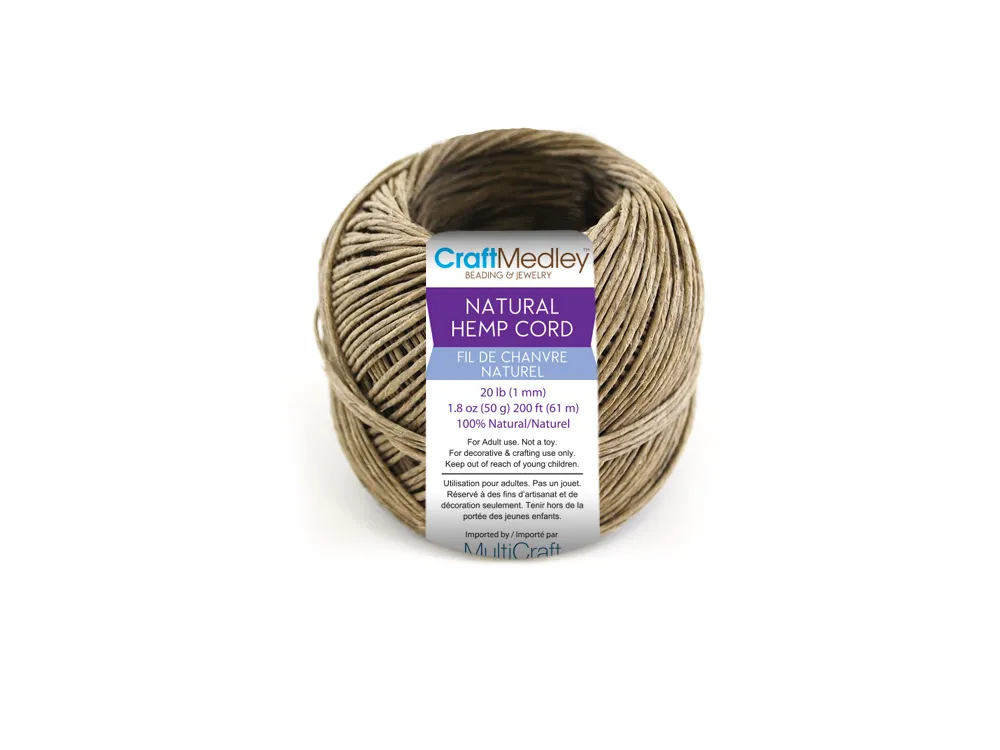 CraftMedley™
BEADING & JEWELRY
NATURAL
HEMP CORD
FIL DE CHANVRE
NATUREL
20 lb (1 mm)
1.8 oz (50 g) 200 ft (61 m)
100% Natural/Naturel
For Adult use. Not a toy.
For decorative & crafting use only.
Keep out of reach of young children.
Utilisation pour adultes. Pas un jouet.
Réservé à des fins d'artisanat et de
décoration seulement. Tenir hors de la
portée des jeunes enfants.
Imported by / Importé par
MultiCraft